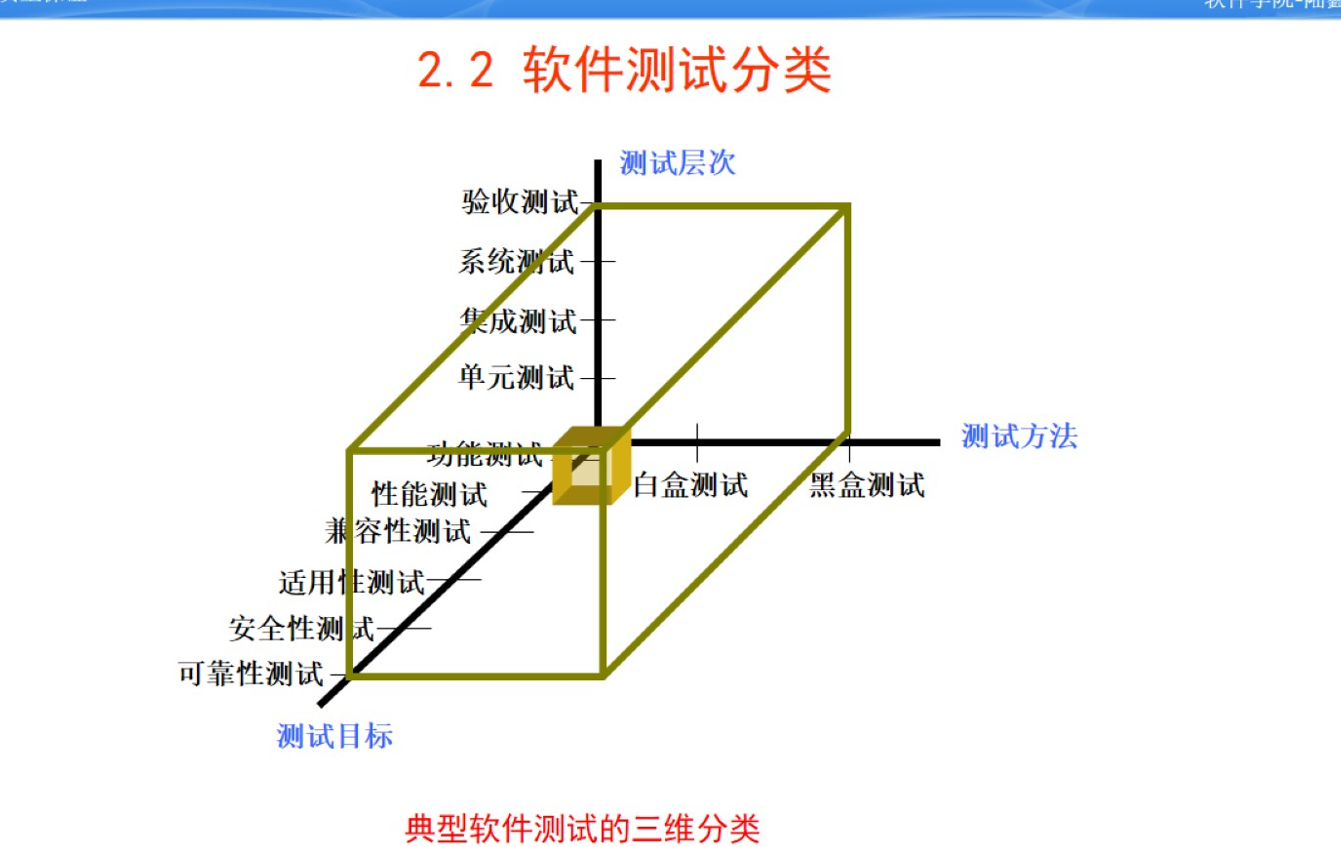 2.2 软件测试分类
测试层次
验收测试
系统测试
集成测试
单元测试
测试方法
功能测试
白盒测试
黑盒测试
性能测试
兼容性测试
适用性测试
安全性测试
可靠性测试
测试目标
典型软件测试的三维分类